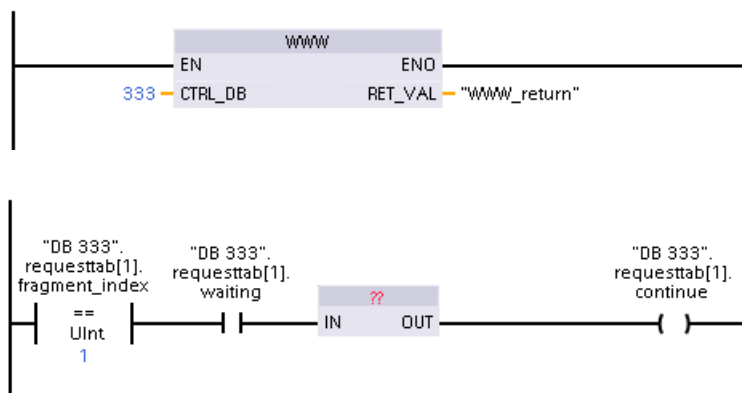 WWW
EN ENO
333 CTRL_DB RET_VAL "WWW_return"
"DB 333".
requesttab[1].
fragment_index
==
UInt
1
"DB 333".
requesttab[1].
waiting
??
IN OUT
"DB 333".
requesttab[1].
continue